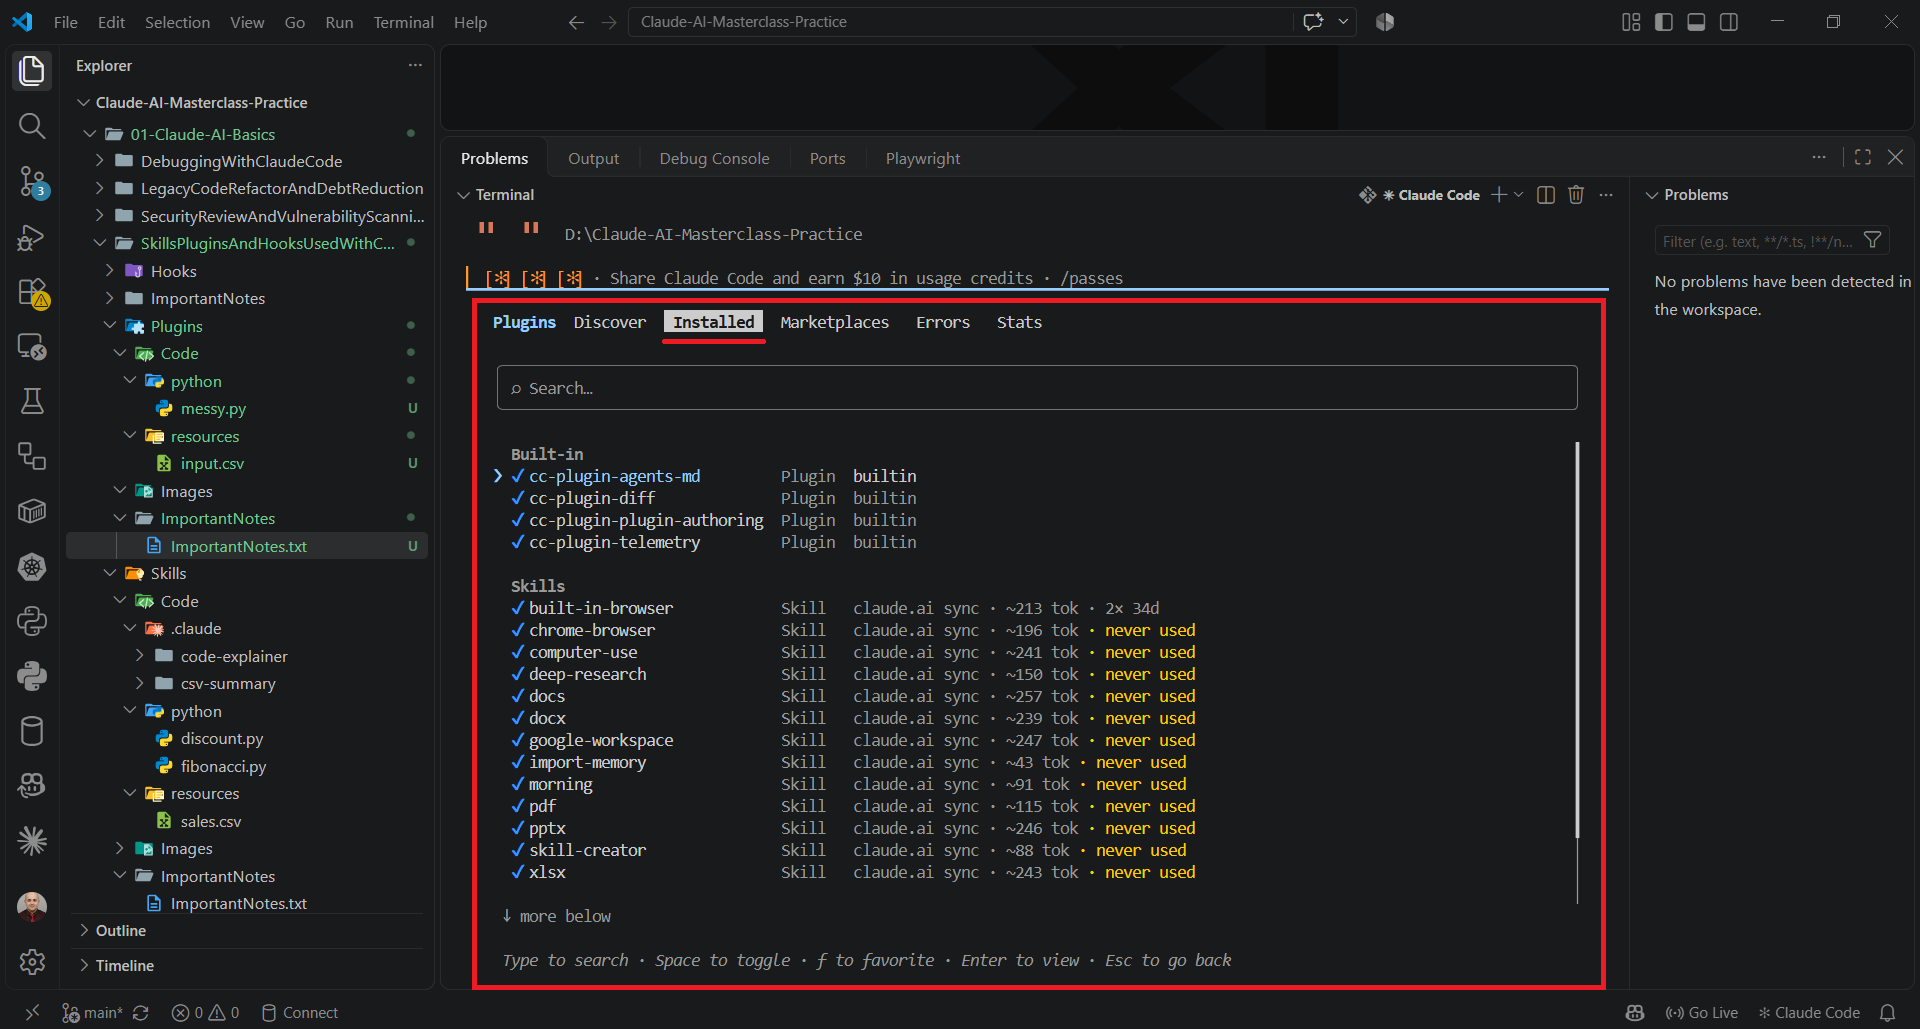 File Edit Selection View Go Run Terminal Help
Claude-AI-Masterclass-Practice
Explorer
Claude-AI-Masterclass-Practice
01-Claude-AI-Basics
DebuggingWithClaudeCode
LegacyCodeRefactorAndDebtReduction
SecurityReviewAndVulnerabilityScanni...
SkillsPluginsAndHooksUsedWithC...
Hooks
ImportantNotes
Plugins
Code
python
messy.py U
resources
input.csv U
Images
ImportantNotes
ImportantNotes.txt U
Skills
Code
.claude
code-explainer
csv-summary
python
discount.py
fibonacci.py
resources
sales.csv
Images
ImportantNotes
ImportantNotes.txt
Outline
Timeline
3
Problems Output Debug Console Ports Playwright
Terminal
Claude Code
D:\Claude-AI-Masterclass-Practice
[✻] [✻] [✻] · Share Claude Code and earn $10 in usage credits · /passes
Plugins Discover Installed Marketplaces Errors Stats
⌕ Search…
Built-in
❯ ✓ cc-plugin-agents-md Plugin builtin
✓ cc-plugin-diff Plugin builtin
✓ cc-plugin-plugin-authoring Plugin builtin
✓ cc-plugin-telemetry Plugin builtin
Skills
✓ built-in-browser Skill claude.ai sync · ~213 tok · 2× 34d
✓ chrome-browser Skill claude.ai sync · ~196 tok · never used
✓ computer-use Skill claude.ai sync · ~241 tok · never used
✓ deep-research Skill claude.ai sync · ~150 tok · never used
✓ docs Skill claude.ai sync · ~257 tok · never used
✓ docx Skill claude.ai sync · ~239 tok · never used
✓ google-workspace Skill claude.ai sync · ~247 tok · never used
✓ import-memory Skill claude.ai sync · ~43 tok · never used
✓ morning Skill claude.ai sync · ~91 tok · never used
✓ pdf Skill claude.ai sync · ~115 tok · never used
✓ pptx Skill claude.ai sync · ~246 tok · never used
✓ skill-creator Skill claude.ai sync · ~88 tok · never used
✓ xlsx Skill claude.ai sync · ~243 tok · never used
↓ more below
Type to search · Space to toggle · f to favorite · Enter to view · Esc to go back
Problems
Filter (e.g. text, **/*.ts, !**/n...
No problems have been detected in
the workspace.
main* 0 0 Connect
Go Live Claude Code